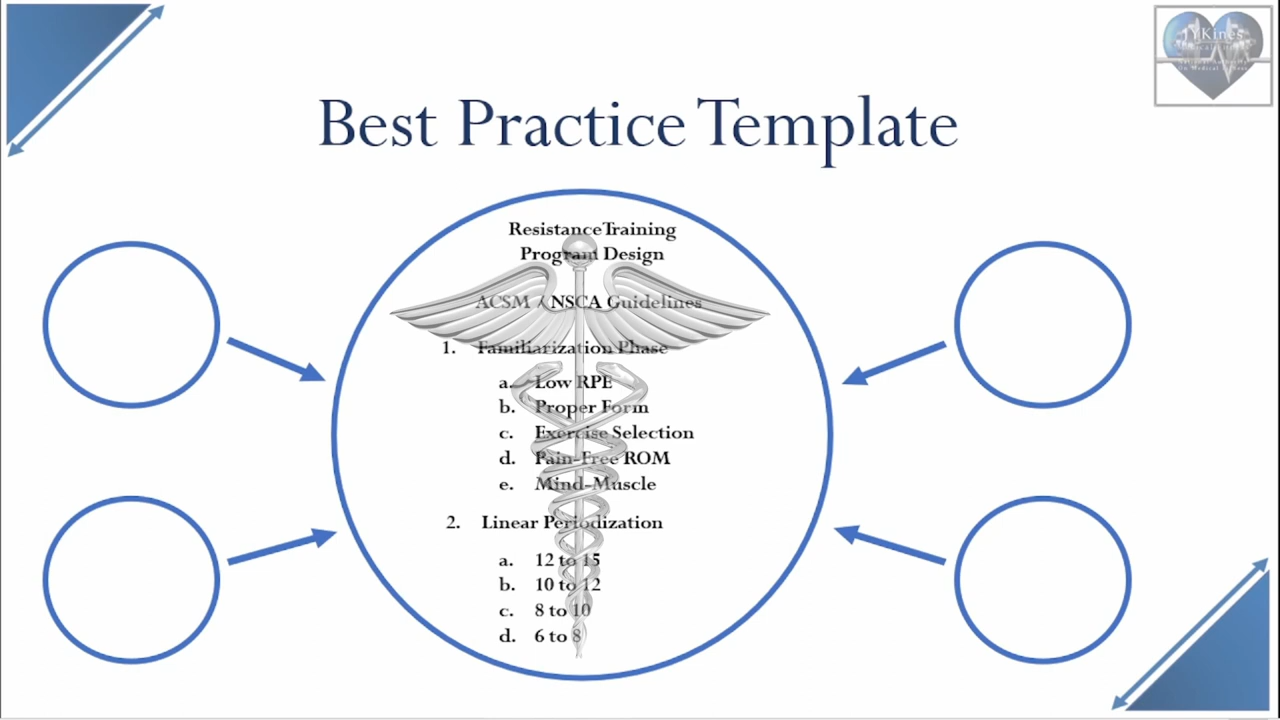 Best Practice Template
Resistance Training
Program Design
ACSM / NSCA Guidelines
1. Familiarization Phase
a. Low RPE
b. Proper Form
c. Exercise Selection
d. Pain-Free ROM
e. Mind-Muscle
2. Linear Periodization
a. 12 to 15
b. 10 to 12
c. 8 to 10
d. 6 to 8